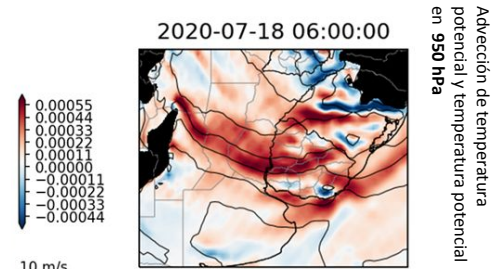 2020-07-18 06:00:00
0.00055
0.00044
0.00033
0.00022
0.00011
0.00000
−0.00011
−0.00022
−0.00033
−0.00044
10 m/s
Advección de temperatura
potencial y temperatura potencial
en 950 hPa